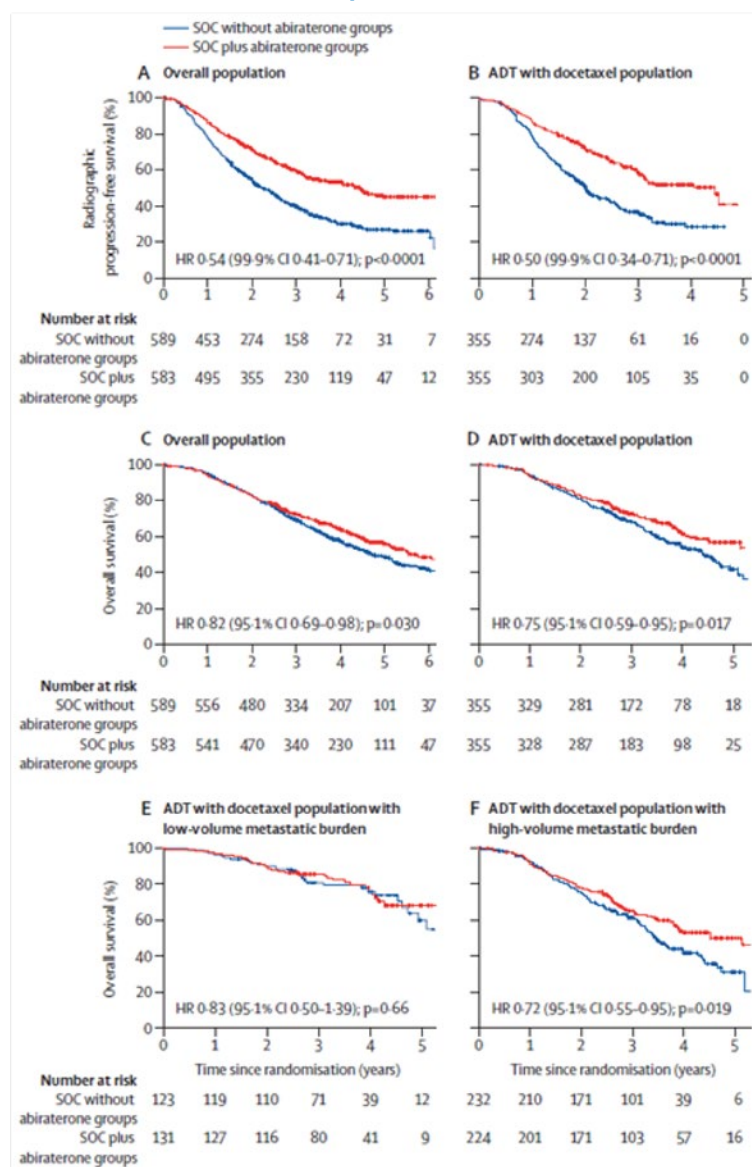 SOC without abiraterone groups
SOC plus abiraterone groups
A Overall population
B ADT with docetaxel population
Radiographic
progression-free survival (%)
100
80
60
40
20
0
HR 0·54 (99·9% CI 0·41–0·71); p<0·0001
HR 0·50 (99·9% CI 0·34–0·71); p<0·0001
0 1 2 3 4 5 6
0 1 2 3 4 5
Number at risk
SOC without
abiraterone groups
589 453 274 158 72 31 7
355 274 137 61 16 0
SOC plus
abiraterone groups
583 495 355 230 119 47 12
355 303 200 105 35 0
C Overall population
D ADT with docetaxel population
Overall survival (%)
100
80
60
40
20
0
HR 0·82 (95·1% CI 0·69–0·98); p=0·030
HR 0·75 (95·1% CI 0·59–0·95); p=0·017
0 1 2 3 4 5 6
0 1 2 3 4 5
Number at risk
SOC without
abiraterone groups
589 556 480 334 207 101 37
355 329 281 172 78 18
SOC plus
abiraterone groups
583 541 470 340 230 111 47
355 328 287 183 98 25
E ADT with docetaxel population with
low-volume metastatic burden
F ADT with docetaxel population with
high-volume metastatic burden
Overall survival (%)
100
80
60
40
20
0
HR 0·83 (95·1% CI 0·50–1·39); p=0·66
HR 0·72 (95·1% CI 0·55–0·95); p=0·019
0 1 2 3 4 5
0 1 2 3 4 5
Time since randomisation (years)
Time since randomisation (years)
Number at risk
SOC without
abiraterone groups
123 119 110 71 39 12
232 210 171 101 39 6
SOC plus
abiraterone groups
131 127 116 80 41 9
224 201 171 103 57 16